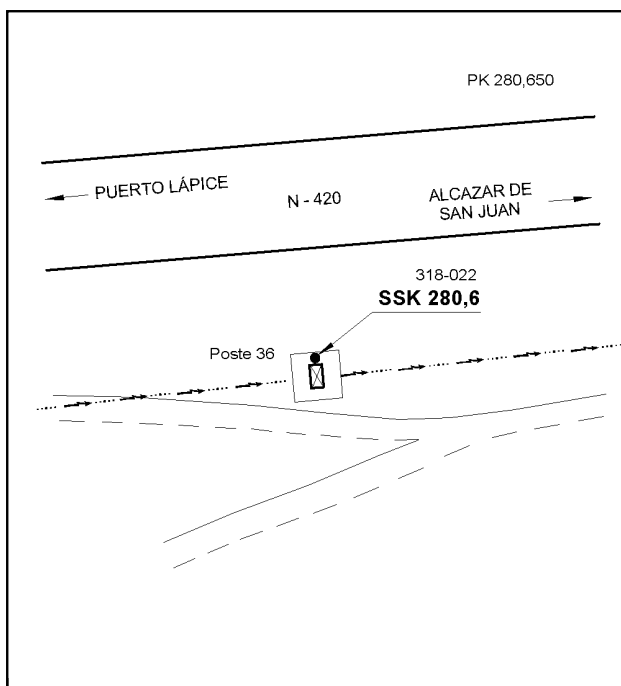 PK 280,650
PUERTO LÁPICE
N - 420
ALCAZAR DE
SAN JUAN
318-022
SSK 280,6
Poste 36